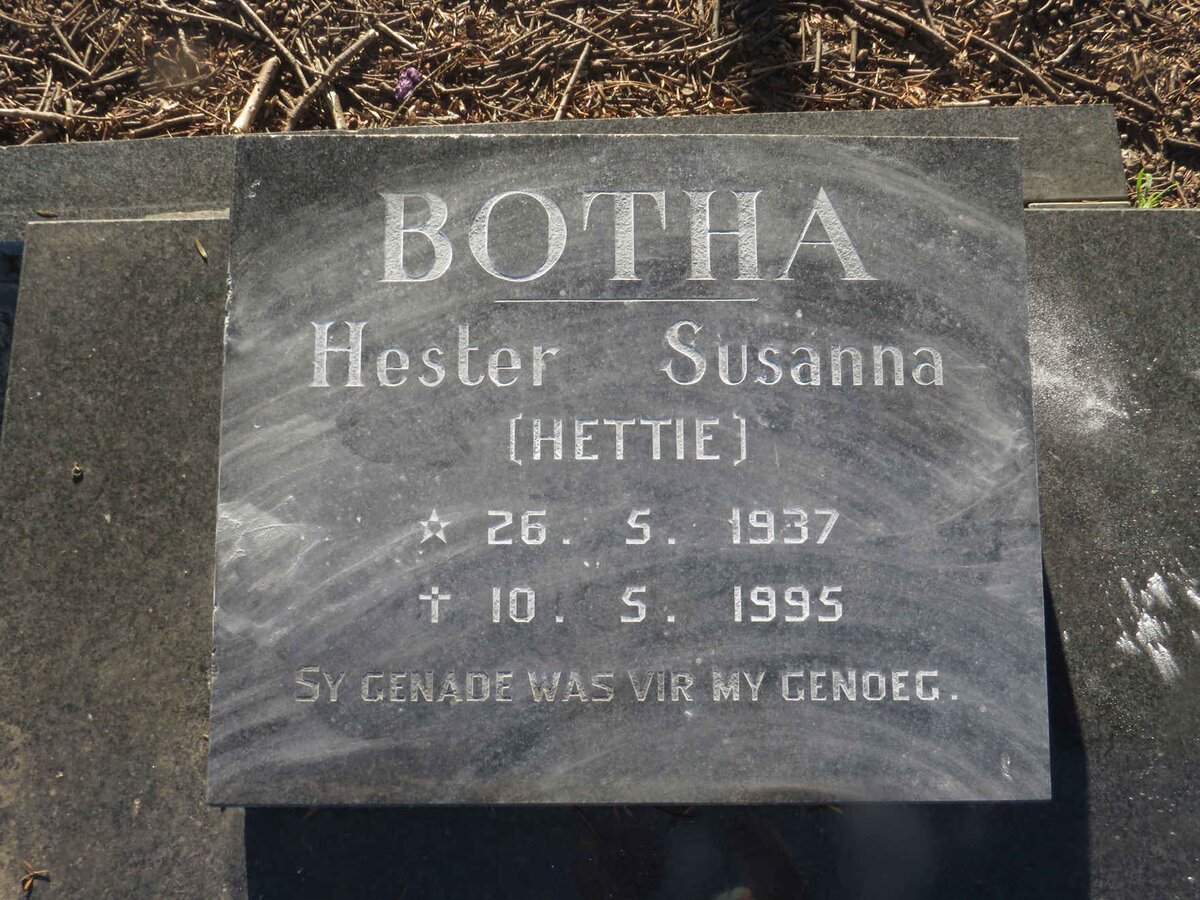 BOTHA
Hester Susanna
(HETTIE)
☆ 26. 5. 1937
✝ 10. 5. 1995
SY GENADE WAS VIR MY GENOEG.